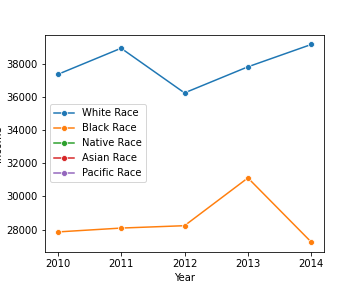 38000
36000
34000
32000
30000
28000
White Race
Black Race
Native Race
Asian Race
Pacific Race
2010 2011 2012 2013 2014
Year